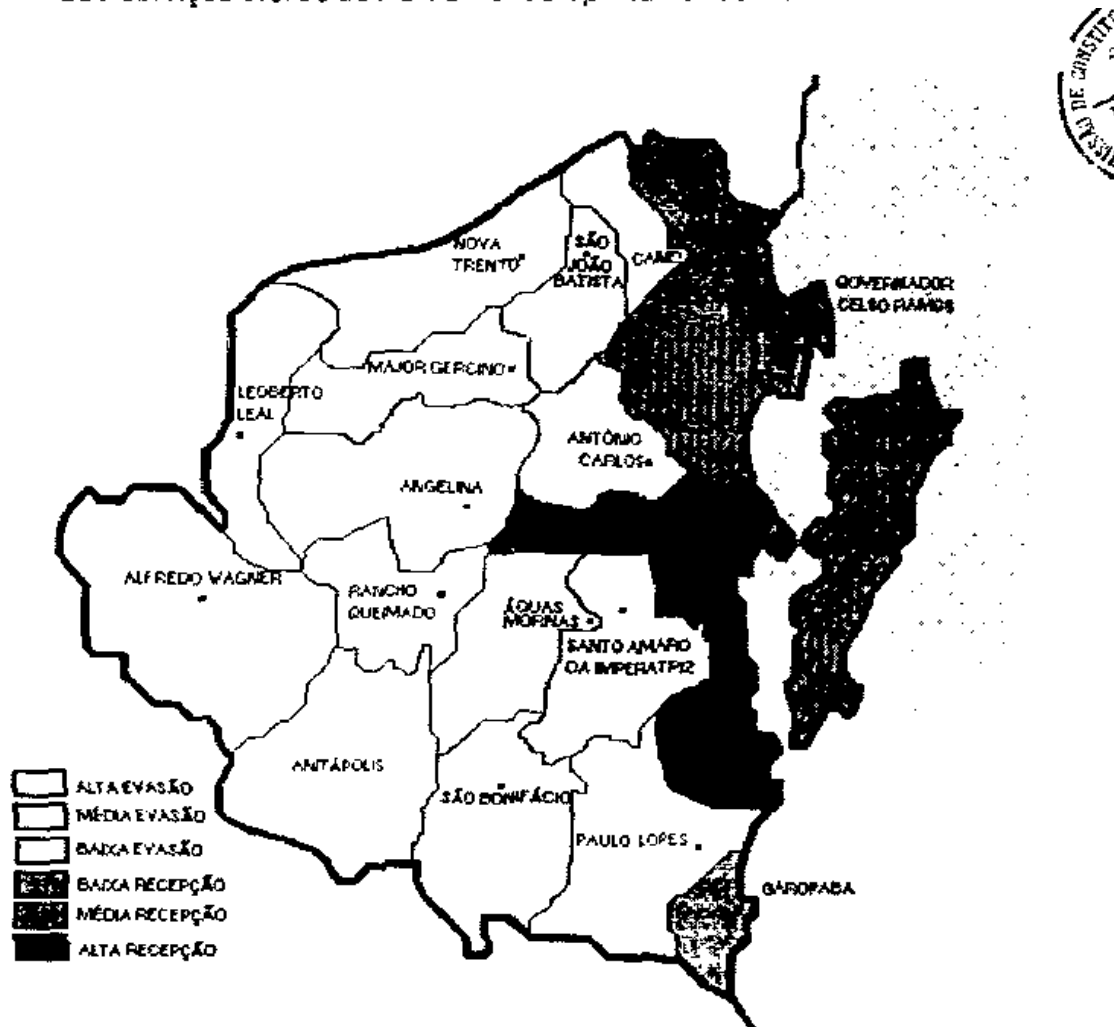 NOVA
TRENTO
SÃO
JOÃO
BATISTA
GOVERNADOR
CELSO RAMOS
MAJOR GERCINO
LEOBERTO
LEAL
ANTÔNIO
CARLOS
ANGELINA
ALFREDO WAGNER
RANCHO
QUEIMADO
ÁGUAS
MORNAS
SANTO AMARO
DA IMPERATRIZ
ANITÁPOLIS
SÃO BONIFÁCIO
PAULO LOPES
GAROPABA
ALTA EVASÃO
MÉDIA EVASÃO
BAIXA EVASÃO
BAIXA RECEPÇÃO
MÉDIA RECEPÇÃO
ALTA RECEPÇÃO
DE